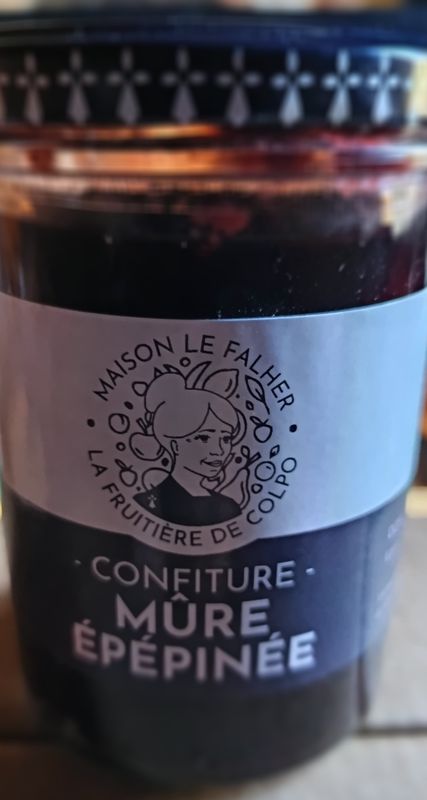 MAISON LE FALHER
LA FRUITIÈRE DE COLPO
- CONFITURE -
MÛRE
ÉPÉPINÉE